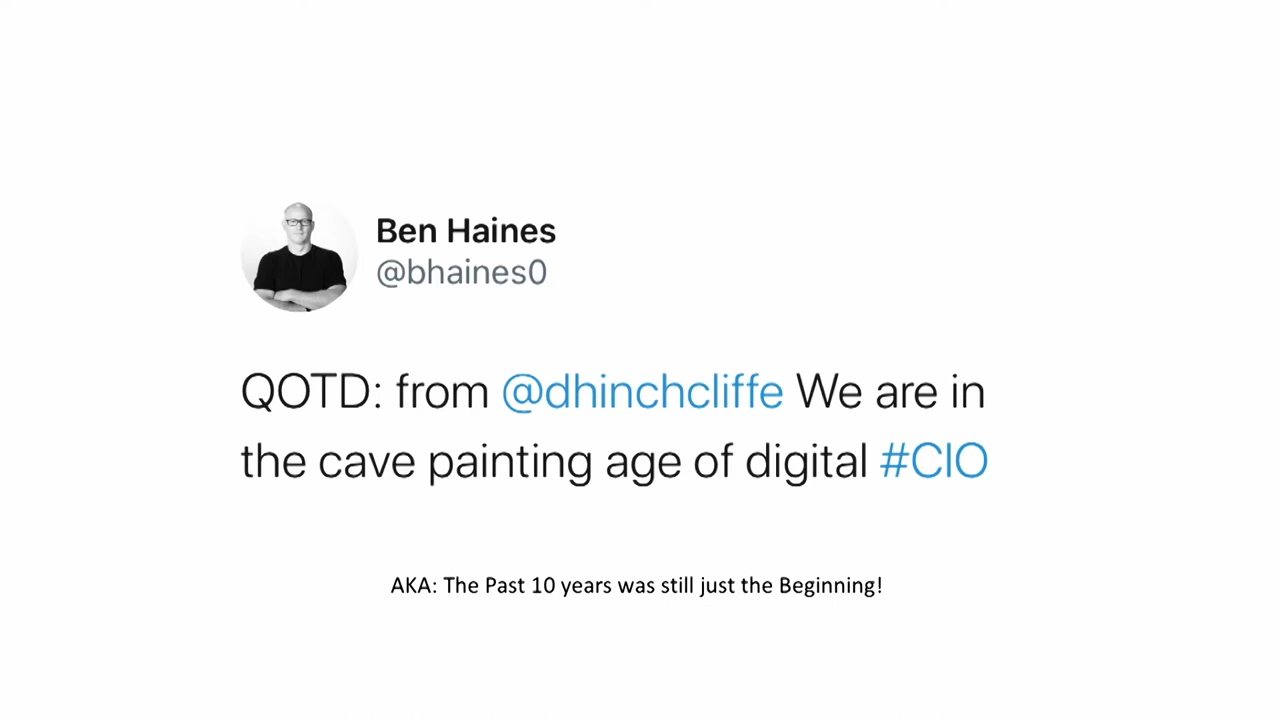 Ben Haines
@bhaines0
QOTD: from @dhinchcliffe We are in
the cave painting age of digital #CIO
AKA: The Past 10 years was still just the Beginning!